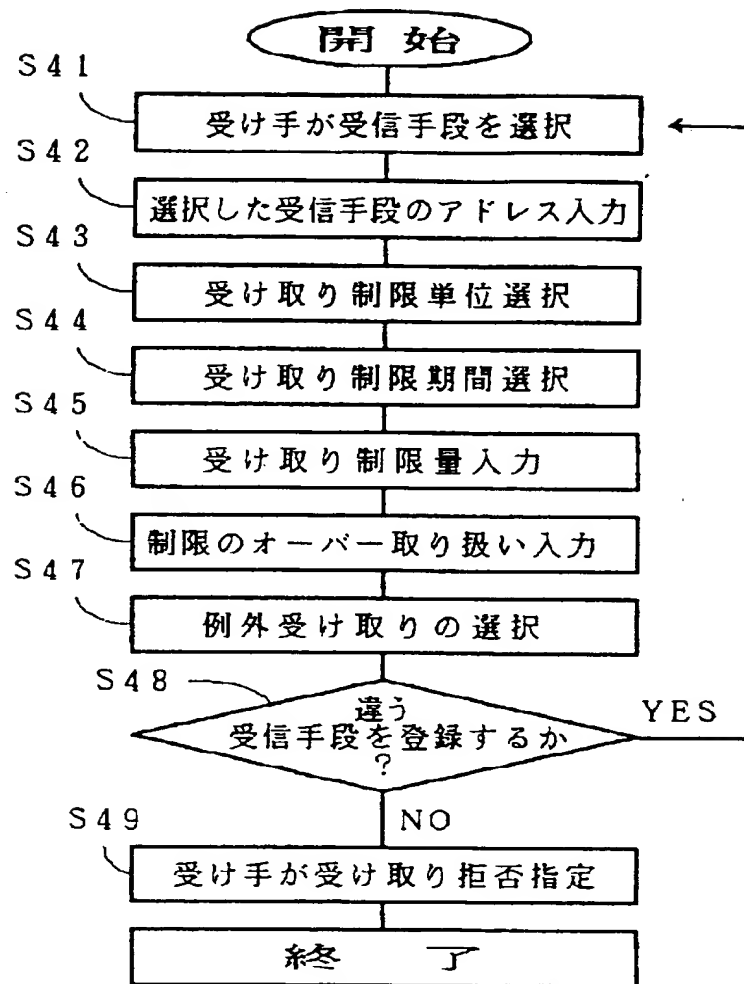 開始
S41
受け手が受信手段を選択
S42
選択した受信手段のアドレス入力
S43
受け取り制限単位選択
S44
受け取り制限期間選択
S45
受け取り制限量入力
S46
制限のオーバー取り扱い入力
S47
例外受け取りの選択
S48
違う
受信手段を登録するか
?
YES
NO
S49
受け手が受け取り拒否指定
終了